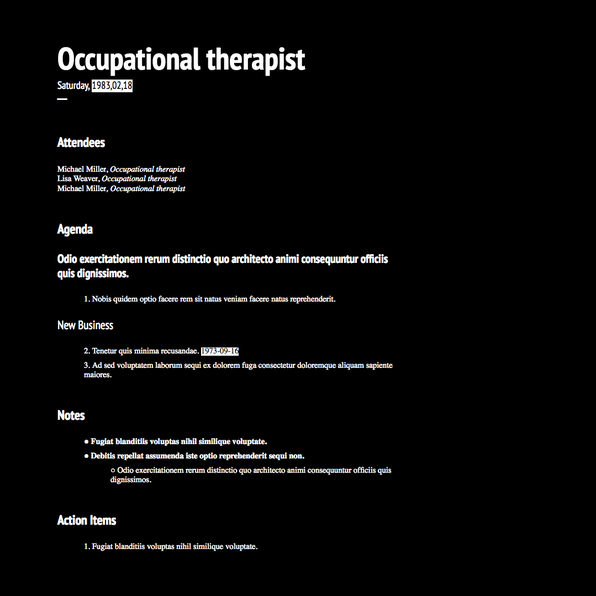 Occupational therapist
Saturday, 1983,02,18
Attendees
Michael Miller, Occupational therapist
Lisa Weaver, Occupational therapist
Michael Miller, Occupational therapist
Agenda
Odio exercitationem rerum distinctio quo architecto animi consequuntur officiis
quis dignissimos.
1. Nobis quidem optio facere rem sit natus veniam facere natus reprehenderit.
New Business
2. Tenetur quis minima recusandae. 1973-09-16
3. Ad sed voluptatem laborum sequi ex dolorem fuga consectetur doloremque aliquam sapiente
maiores.
Notes
● Fugiat blanditiis voluptas nihil similique voluptate.
● Debitis repellat assumenda iste optio reprehenderit sequi non.
○ Odio exercitationem rerum distinctio quo architecto animi consequuntur officiis quis
dignissimos.
Action Items
1. Fugiat blanditiis voluptas nihil similique voluptate.